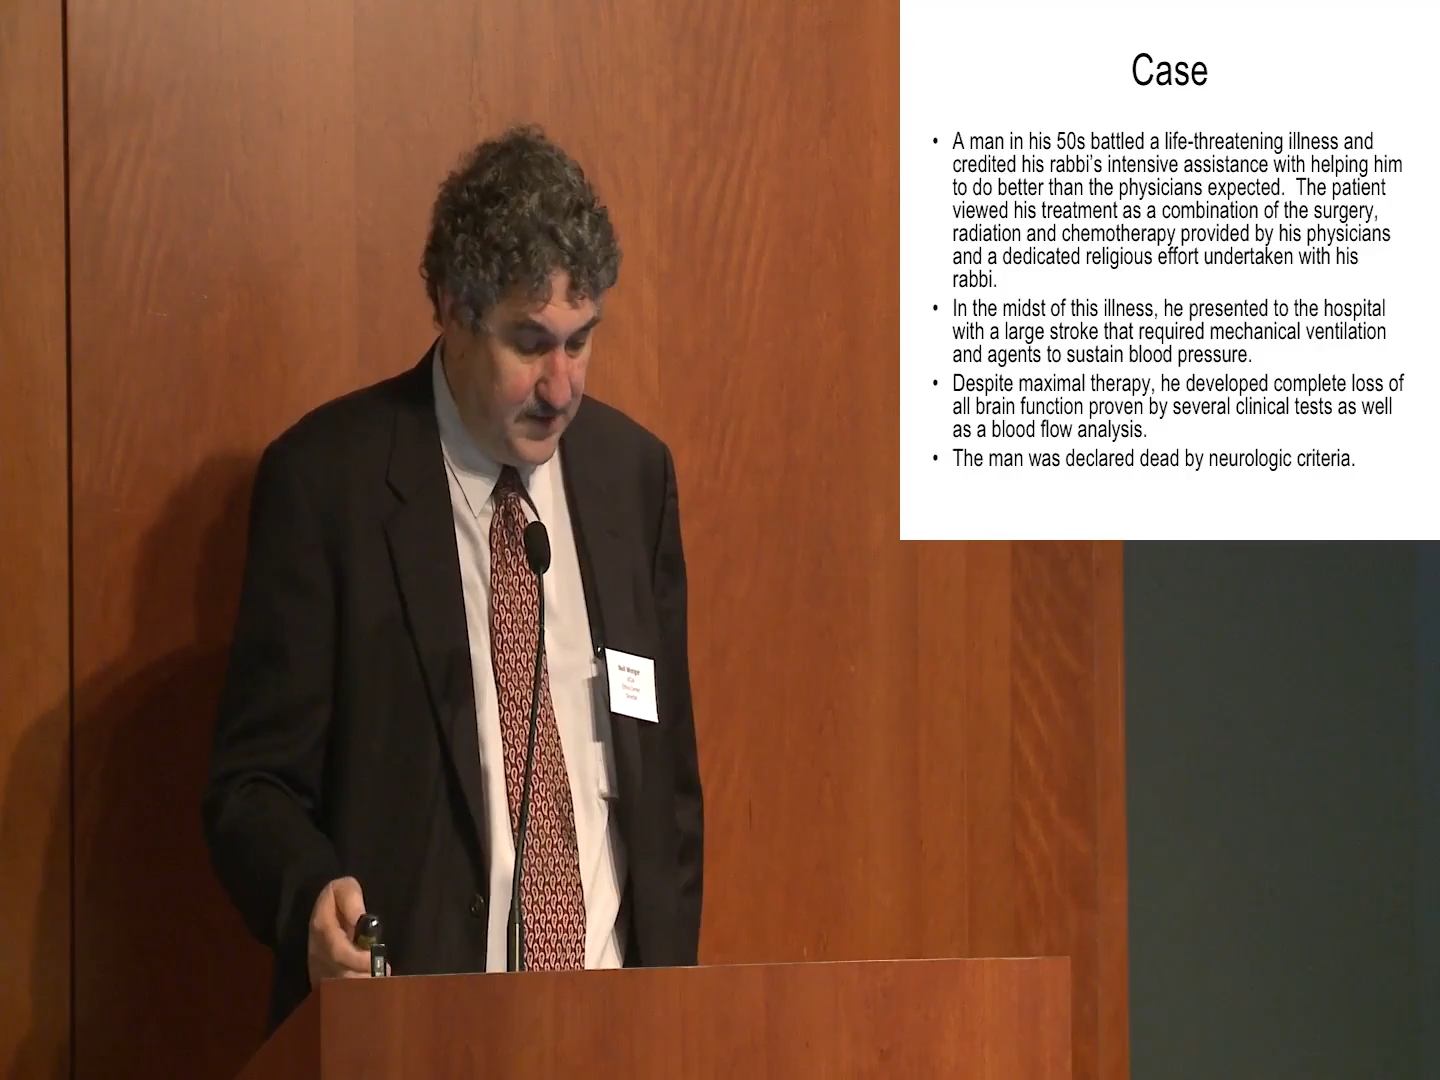 Case
• A man in his 50s battled a life-threatening illness and
credited his rabbi's intensive assistance with helping him
to do better than the physicians expected. The patient
viewed his treatment as a combination of the surgery,
radiation and chemotherapy provided by his physicians
and a dedicated religious effort undertaken with his
rabbi.
• In the midst of this illness, he presented to the hospital
with a large stroke that required mechanical ventilation
and agents to sustain blood pressure.
• Despite maximal therapy, he developed complete loss of
all brain function proven by several clinical tests as well
as a blood flow analysis.
• The man was declared dead by neurologic criteria.
Neil Wenger
Ethics Center
Director